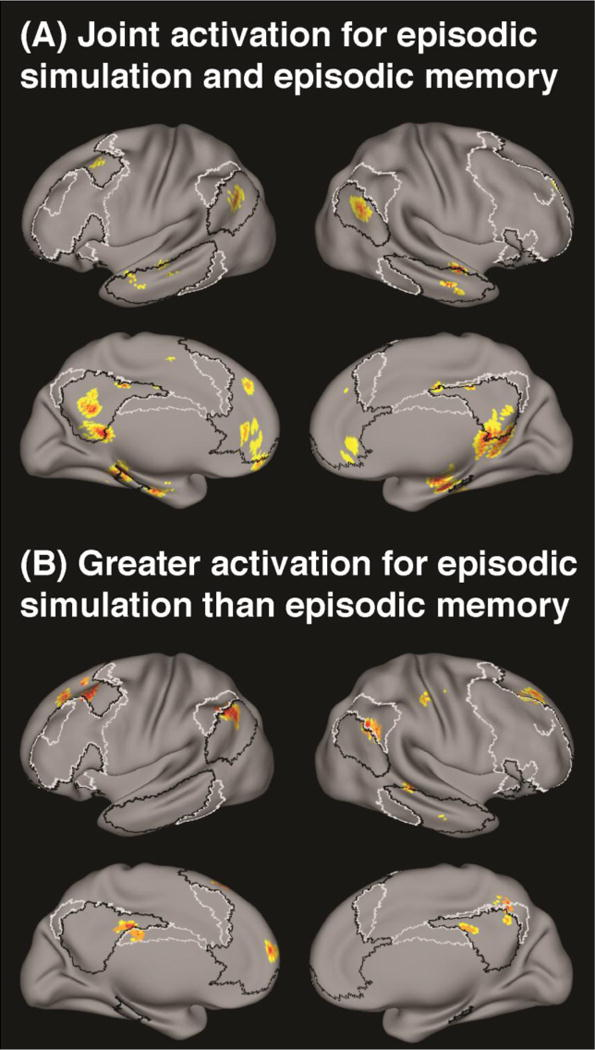 (A) Joint activation for episodic
simulation and episodic memory
(B) Greater activation for episodic
simulation than episodic memory